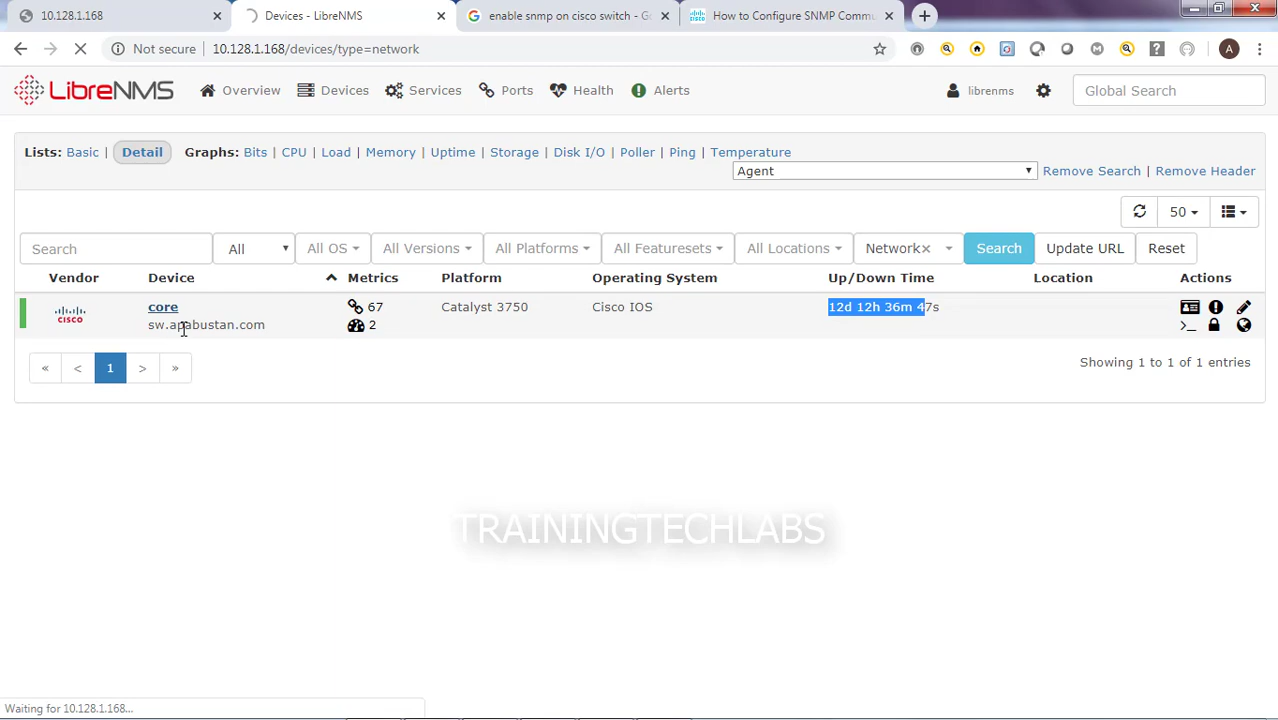 10.128.1.168
Devices - LibreNMS
enable snmp on cisco switch - Go
How to Configure SNMP Commu
Not secure
10.128.1.168/devices/type=network
A
LibreNMS
Overview
Devices
Services
Ports
Health
Alerts
librenms
Global Search
Lists: Basic | Detail Graphs: Bits | CPU | Load | Memory | Uptime | Storage | Disk I/O | Poller | Ping | Temperature
Agent
Remove Search | Remove Header
50
Search
All
All OS
All Versions
All Platforms
All Featuresets
All Locations
Network×
Search
Update URL
Reset
Vendor Device Metrics Platform Operating System Up/Down Time Location Actions
CISCO core 67 Catalyst 3750 Cisco IOS 12d 12h 36m 47s
sw.apabustan.com 2
« < 1 > »
Showing 1 to 1 of 1 entries
TRAININGTECHLABS
Waiting for 10.128.1.168...